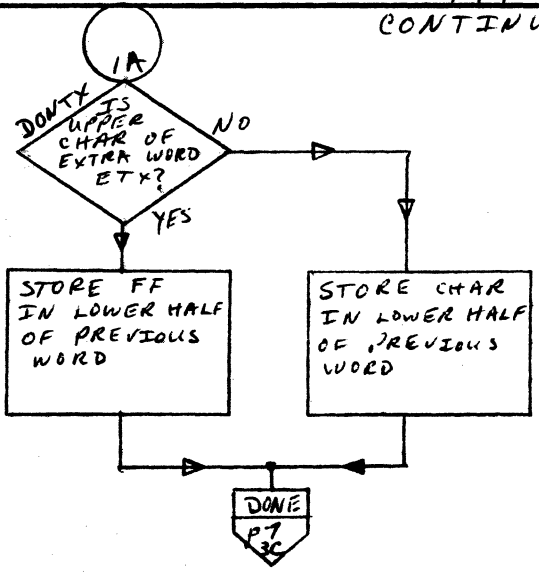 CONTINU
1A
DONTX
IS
UPPER
CHAR OF
EXTRA WORD
ETX?
NO
YES
STORE FF
IN LOWER HALF
OF PREVIOUS
WORD
STORE CHAR
IN LOWER HALF
OF PREVIOUS
WORD
DONE
P7
3C